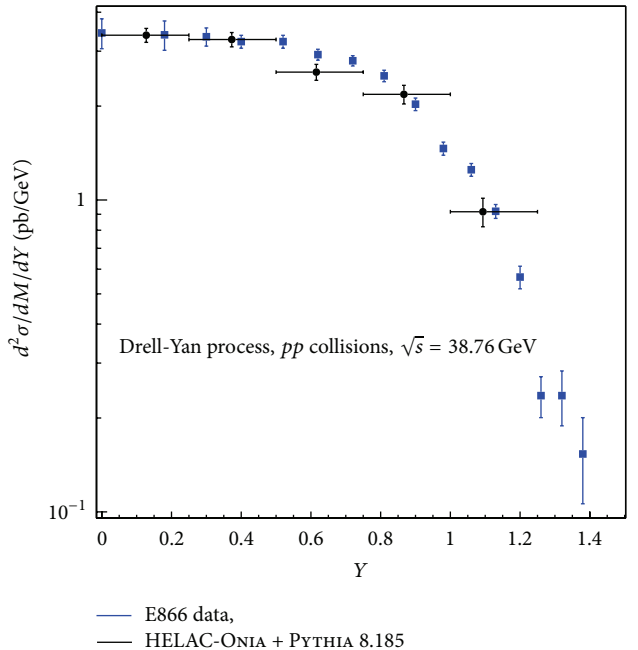 d²σ/dM/dY (pb/GeV)
1
10⁻¹
Drell-Yan process, pp collisions, √s = 38.76 GeV
0 0.2 0.4 0.6 0.8 1 1.2 1.4
Y
E866 data,
HELAC-ONIA + PYTHIA 8.185